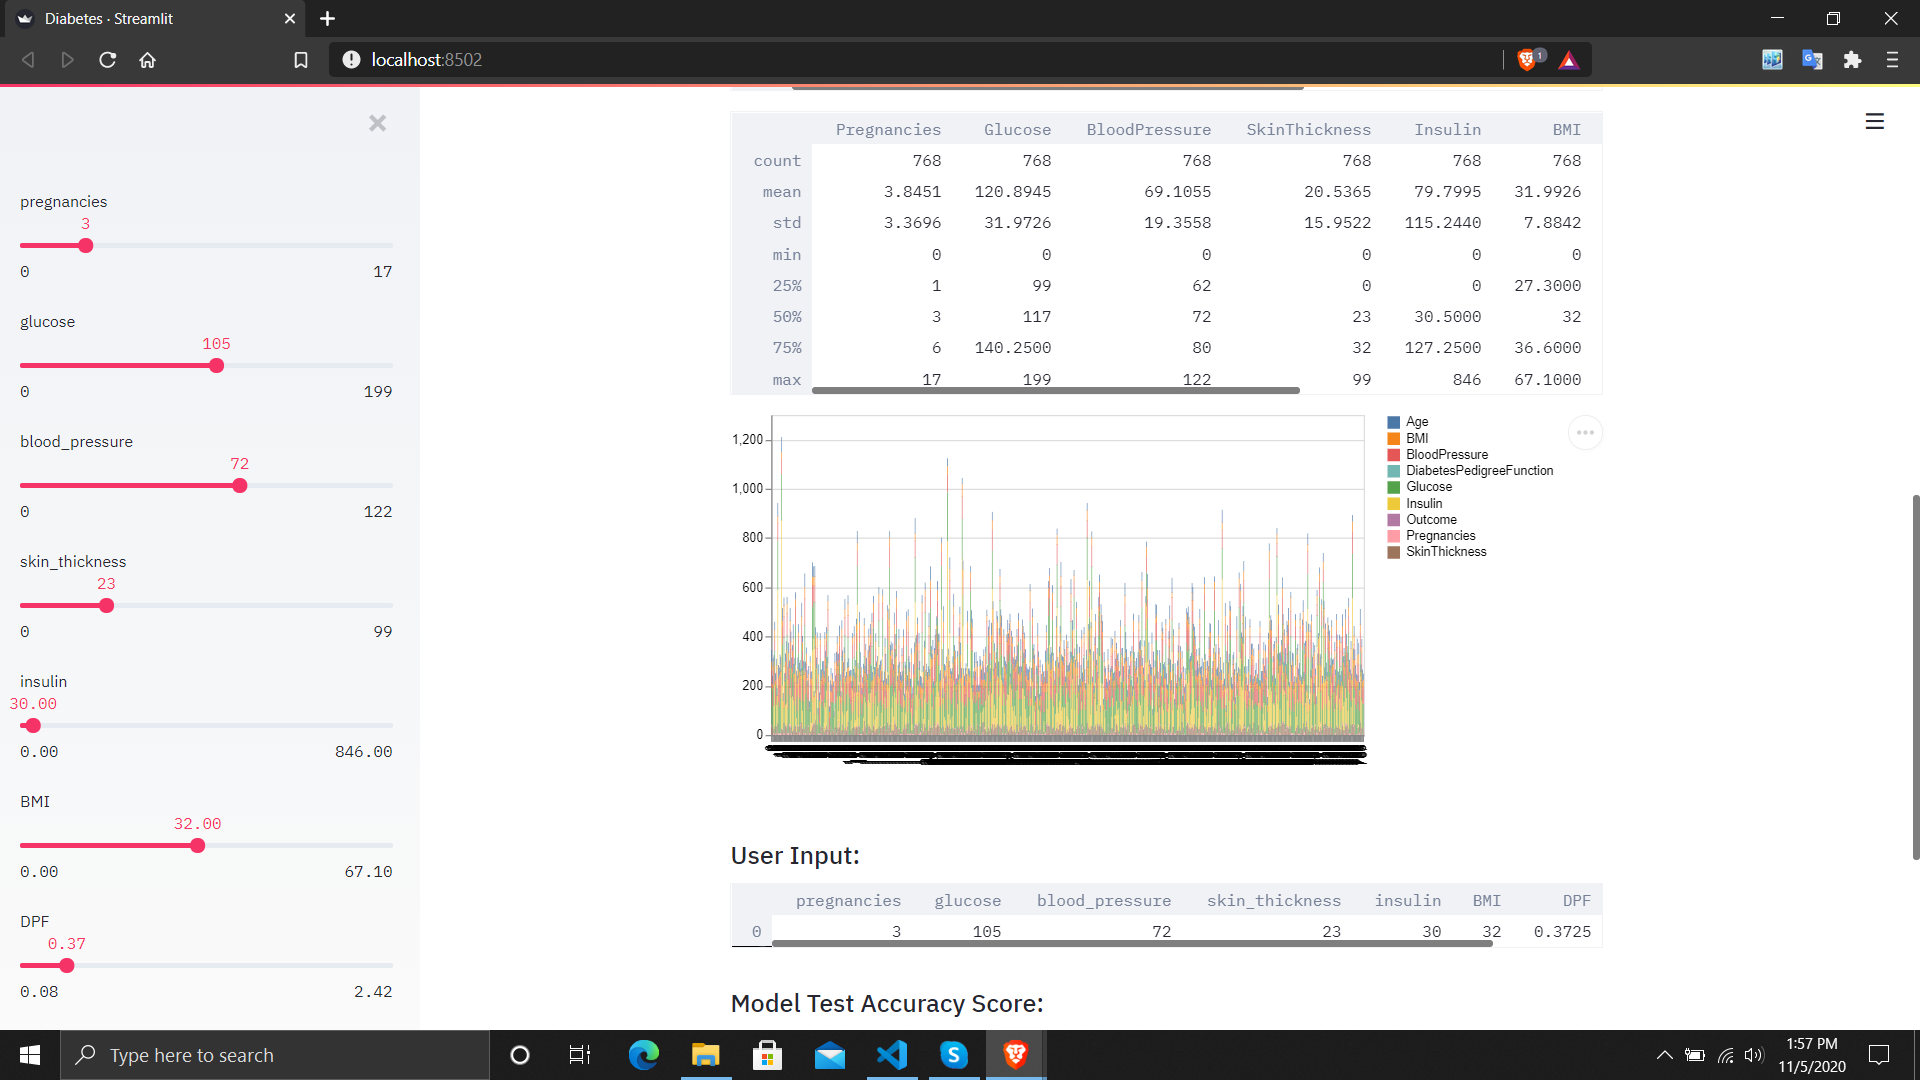 Diabetes · Streamlit
localhost:8502
1
pregnancies
3
0 17
glucose
105
0 199
blood_pressure
72
0 122
skin_thickness
23
0 99
insulin
30.00
0.00 846.00
BMI
32.00
0.00 67.10
DPF
0.37
0.08 2.42
Pregnancies Glucose BloodPressure SkinThickness Insulin BMI
count 768 768 768 768 768 768
mean 3.8451 120.8945 69.1055 20.5365 79.7995 31.9926
std 3.3696 31.9726 19.3558 15.9522 115.2440 7.8842
min 0 0 0 0 0 0
25% 1 99 62 0 0 27.3000
50% 3 117 72 23 30.5000 32
75% 6 140.2500 80 32 127.2500 36.6000
max 17 199 122 99 846 67.1000
1,200
1,000
800
600
400
200
0
Age
BMI
BloodPressure
DiabetesPedigreeFunction
Glucose
Insulin
Outcome
Pregnancies
SkinThickness
User Input:
pregnancies glucose blood_pressure skin_thickness insulin BMI DPF
0 3 105 72 23 30 32 0.3725
Model Test Accuracy Score:
Type here to search
1:57 PM
11/5/2020